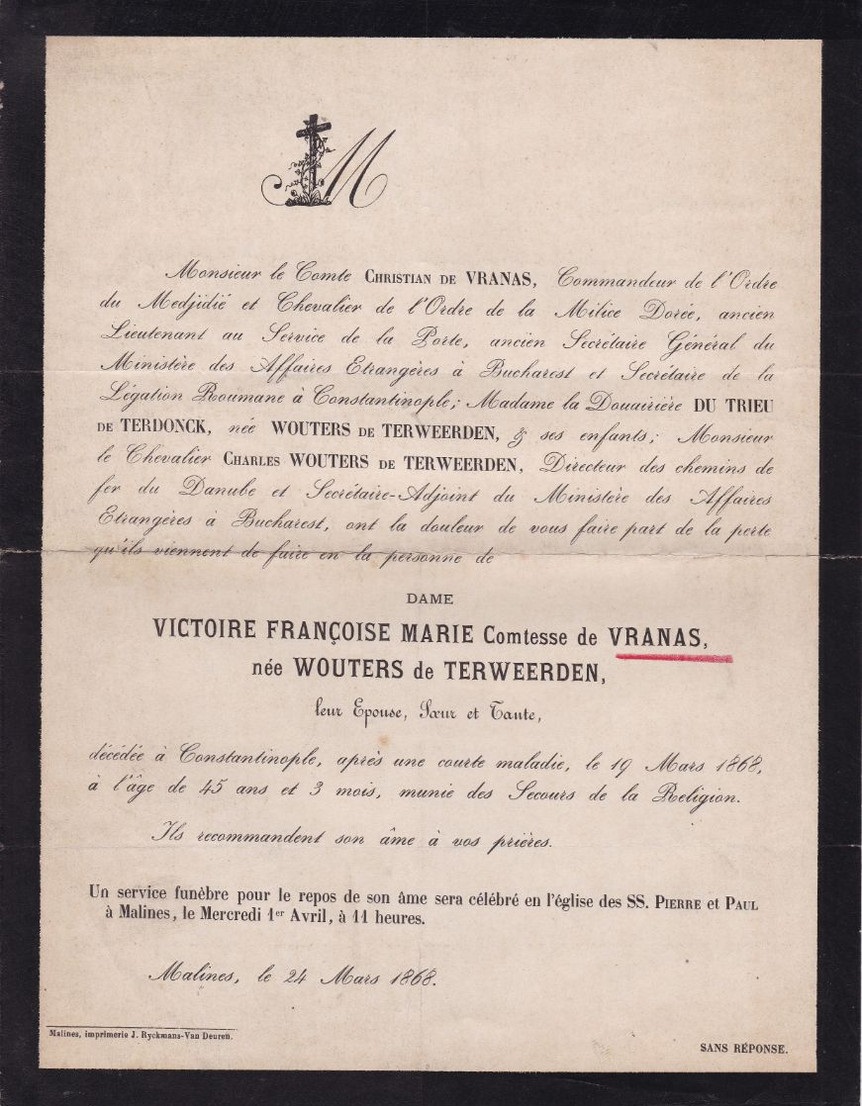 M
Monsieur le Comte CHRISTIAN DE VRANAS, Commandeur de l'Ordre
du Medjidié et Chevalier de l'Ordre de la Milice Dorée, ancien
Lieutenant au Service de la Porte, ancien Secrétaire Général du
Ministère des Affaires Etrangères à Bucharest et Secrétaire de la
Légation Roumaine à Constantinople; Madame la Douairière DU TRIEU
DE TERDONCK, née WOUTERS DE TERWEERDEN, & ses enfants; Monsieur
le Chevalier CHARLES WOUTERS DE TERWEERDEN, Directeur des chemins de
fer du Danube et Secrétaire-Adjoint du Ministère des Affaires
Etrangères à Bucharest, ont la douleur de vous faire part de la perte
qu'ils viennent de faire en la personne de
DAME
VICTOIRE FRANÇOISE MARIE Comtesse de VRANAS,
née WOUTERS de TERWEERDEN,
leur Epouse, Sœur et Tante,
décédée à Constantinople, après une courte maladie, le 19 Mars 1868,
à l'âge de 45 ans et 3 mois, munie des Secours de la Religion.
Ils recommandent son âme à vos prières.
Un service funèbre pour le repos de son âme sera célébré en l'église des SS. PIERRE et PAUL
à Malines, le Mercredi 1er Avril, à 11 heures.
Malines, le 24 Mars 1868.
Malines, imprimerie J. Ryckmans-Van Deuren.
SANS RÉPONSE.